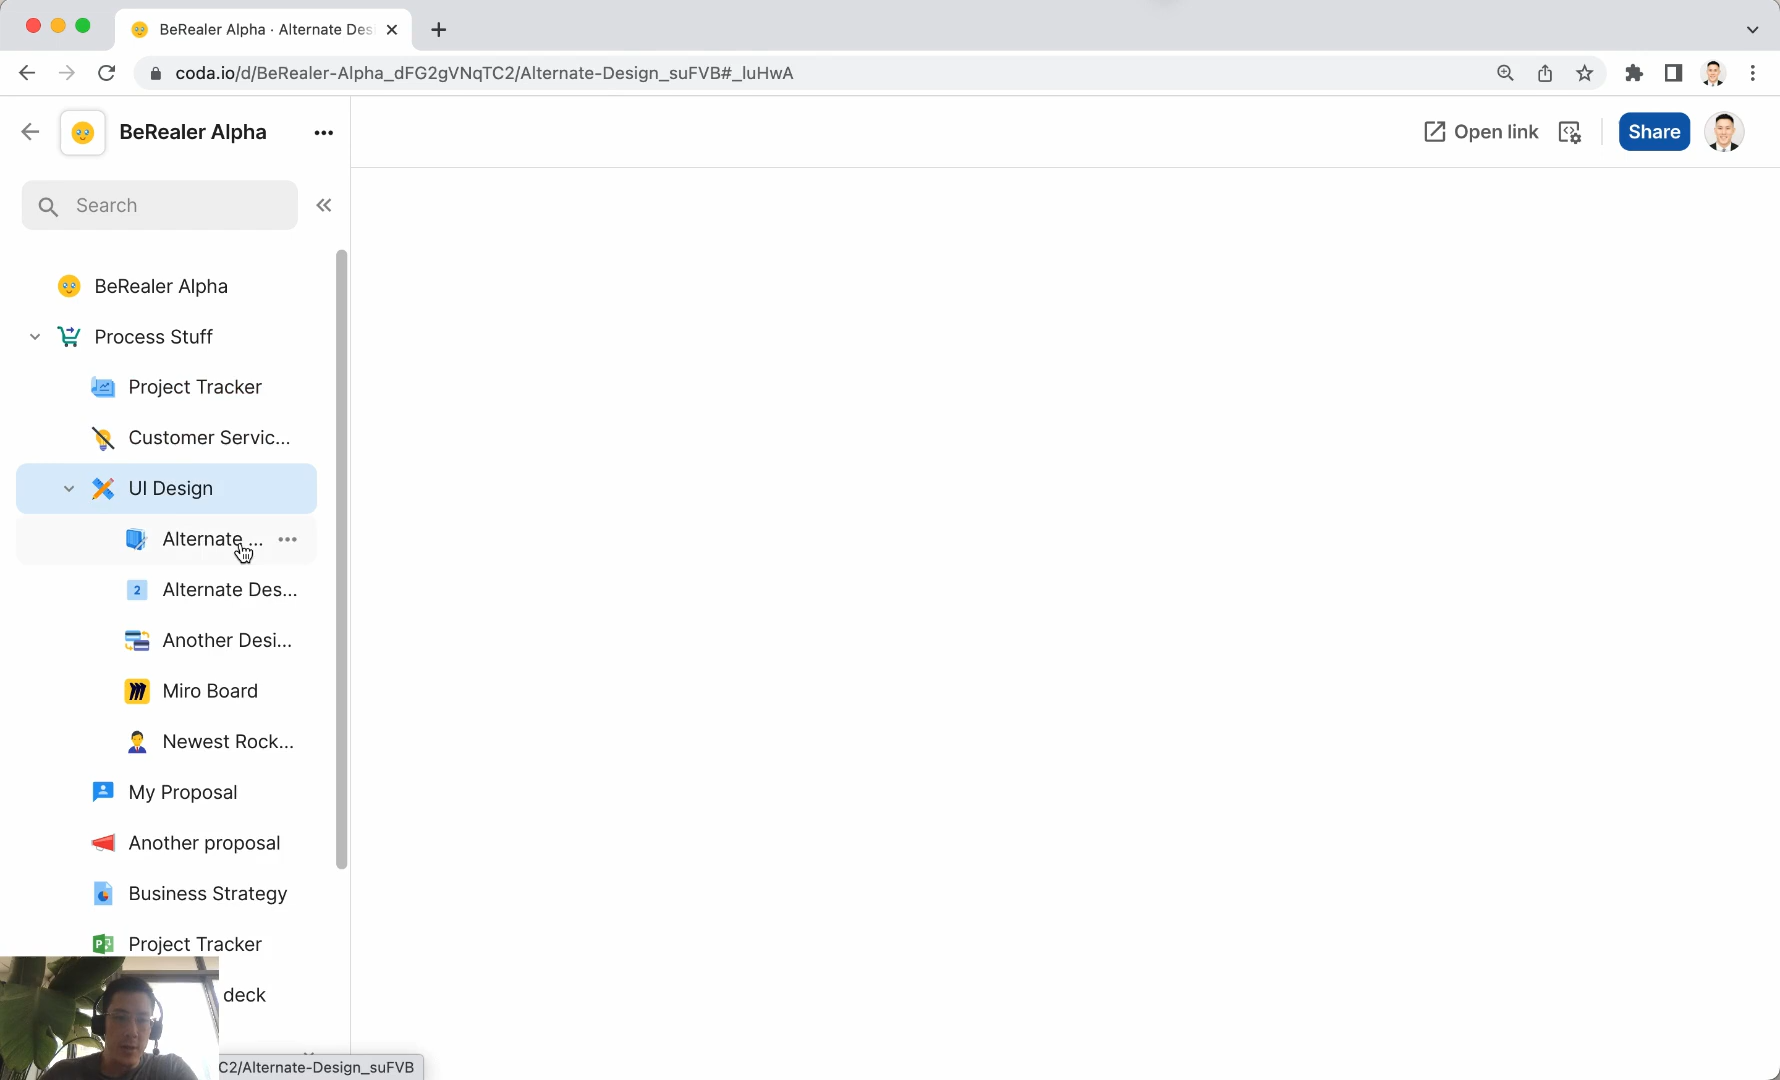 BeRealer Alpha · Alternate Des
coda.io/d/BeRealer-Alpha_dFG2gVNqTC2/Alternate-Design_suFVB#_luHwA
BeRealer Alpha
Open link
Share
Search
BeRealer Alpha
Process Stuff
Project Tracker
Customer Servic...
UI Design
Alternate ...
2
Alternate Des...
Another Desi...
Miro Board
Newest Rock...
My Proposal
Another proposal
Business Strategy
Project Tracker
deck
C2/Alternate-Design_suFVB